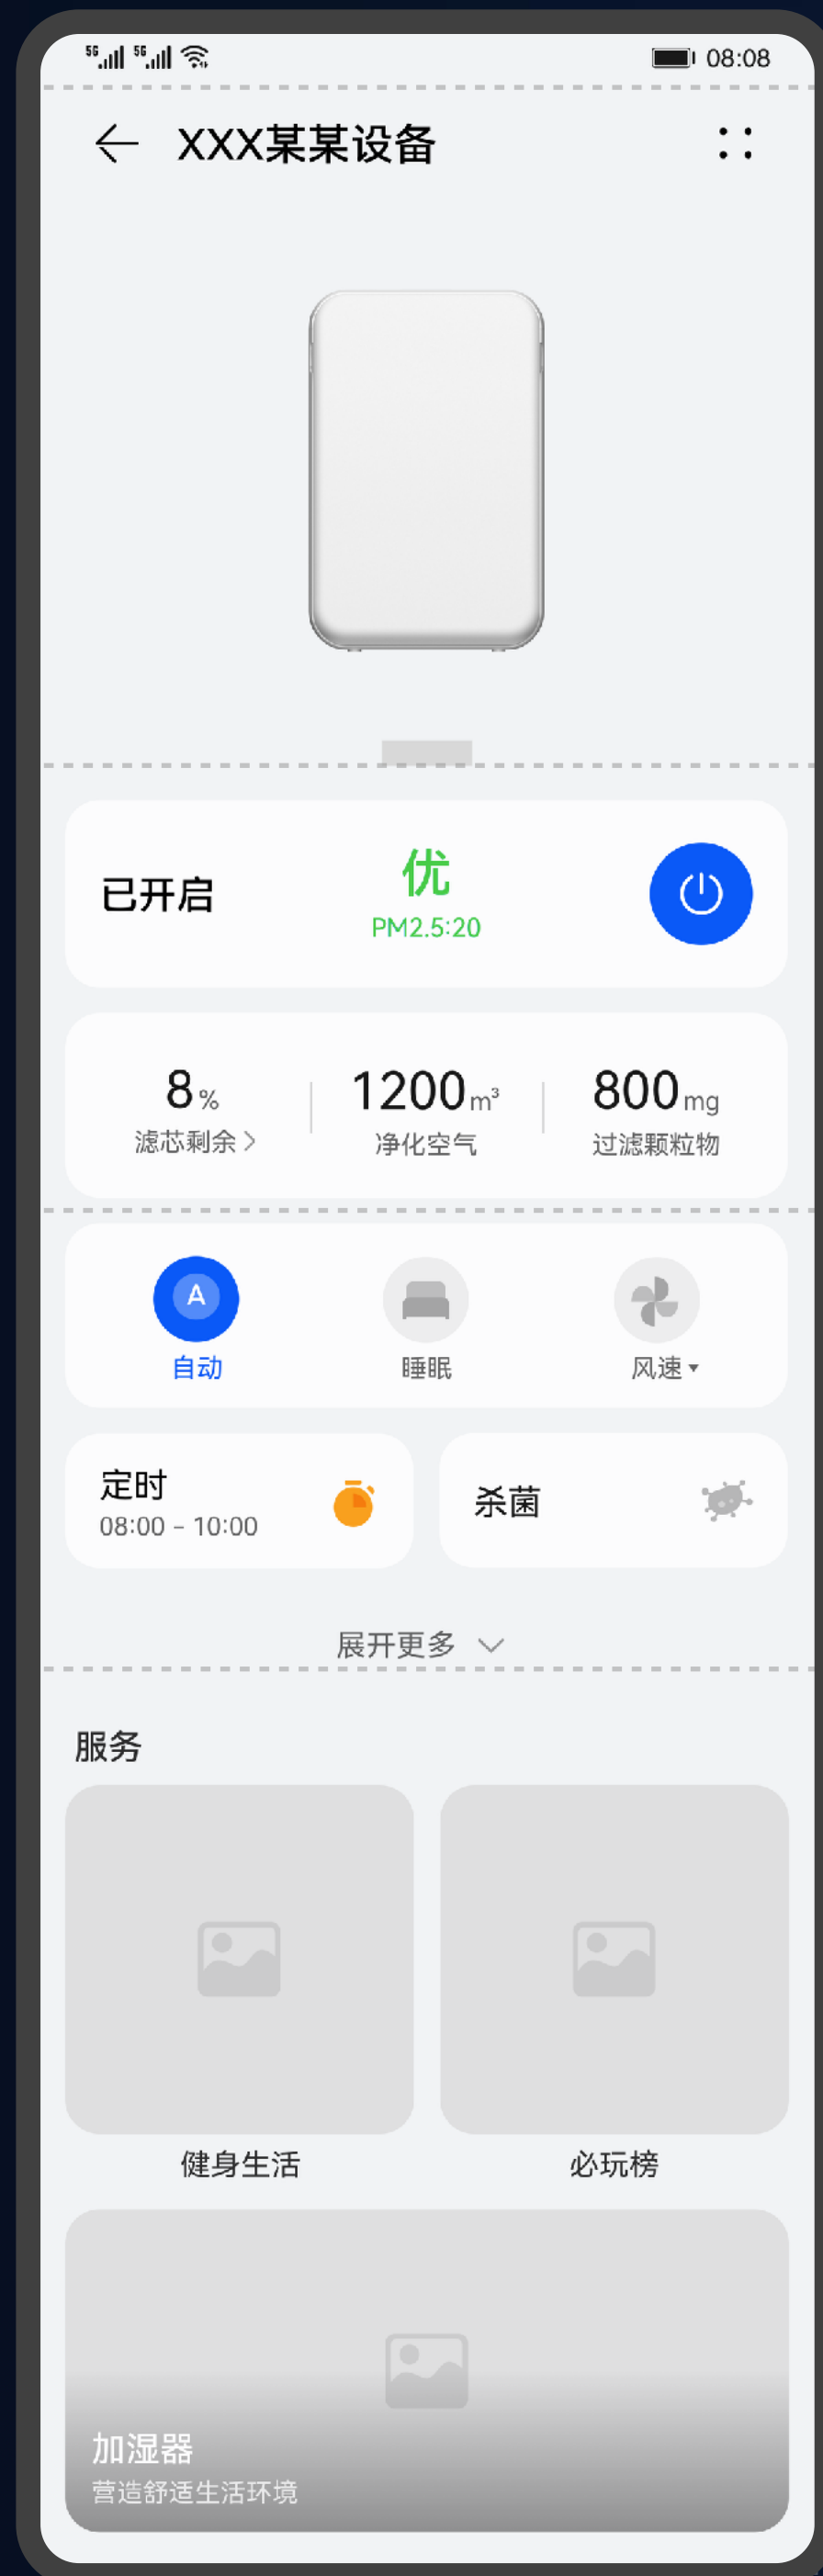 5G 5G 08:08
XXX某某设备
已开启
优
PM2.5:20
8% 1200m³ 800mg
滤芯剩余 净化空气 过滤颗粒物
A
自动 睡眠 风速
定时
08:00 - 10:00
杀菌
展开更多
服务
健身生活 必玩榜
加湿器
营造舒适生活环境